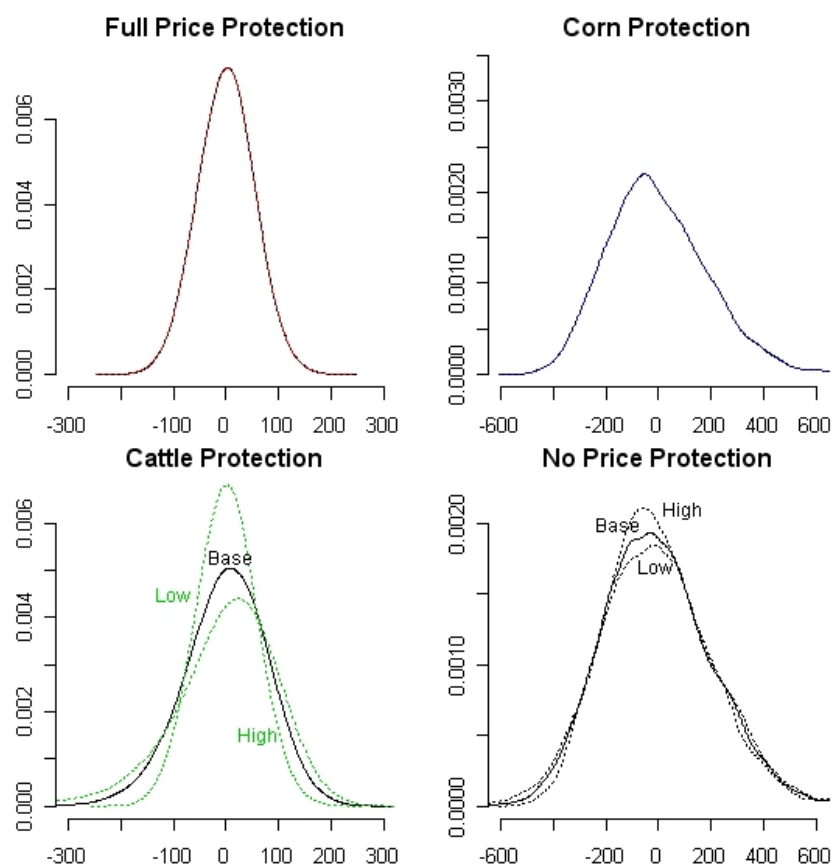 Full Price Protection
0.006
0.004
0.002
0.000
-300 -100 0 100 200 300
Corn Protection
0.0030
0.0020
0.0010
0.0000
-600 -200 0 200 400 600
Cattle Protection
0.006
0.004
0.002
0.000
Base
Low
High
-300 -100 0 100 200 300
No Price Protection
0.0020
0.0010
0.0000
High
Base
Low
-600 -200 0 200 400 600